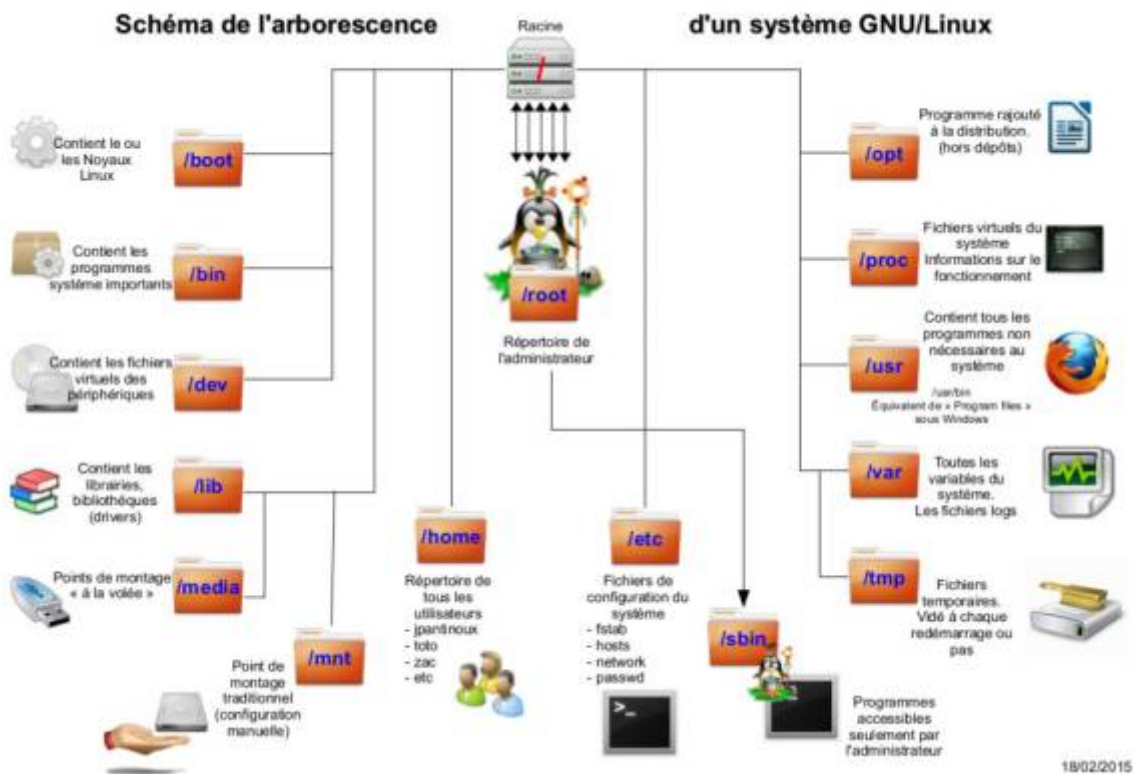 Schéma de l'arborescence
d'un système GNU/Linux
Racine
/
Contient le ou
les Noyaux
Linux
/boot
Contient les
programmes
système importants
/bin
Contient les fichiers
virtuels des
périphériques
/dev
Contient les
librairies,
bibliothéques
(drivers)
/lib
Points de montage
« à la volée »
/media
Point de
montage
traditionnel
(configuration
manuelle)
/mnt
/root
Répertoire de
l'administrateur
/home
Répertoire de
tous les
utilisateurs
- jpantinoux
- toto
- zac
- etc
/etc
Fichiers de
configuration du
système
- fstab
- hosts
- network
- passwd
>_
/sbin
Programmes
accessibles
seulement par
l'administrateur
/opt
Programme rajouté
à la distribution.
(hors dépôts)
/proc
Fichiers virtuels du
système
Informations sur le
fonctionnement
/usr
Contient tous les
programmes non
nécessaires au
système
/usr/bin
Équivalent de « Program files »
sous Windows
/var
Toutes les
variables du
système.
Les fichiers logs
/tmp
Fichiers
temporaires.
Vidé à chaque
redémarrage ou
pas
18/02/2015